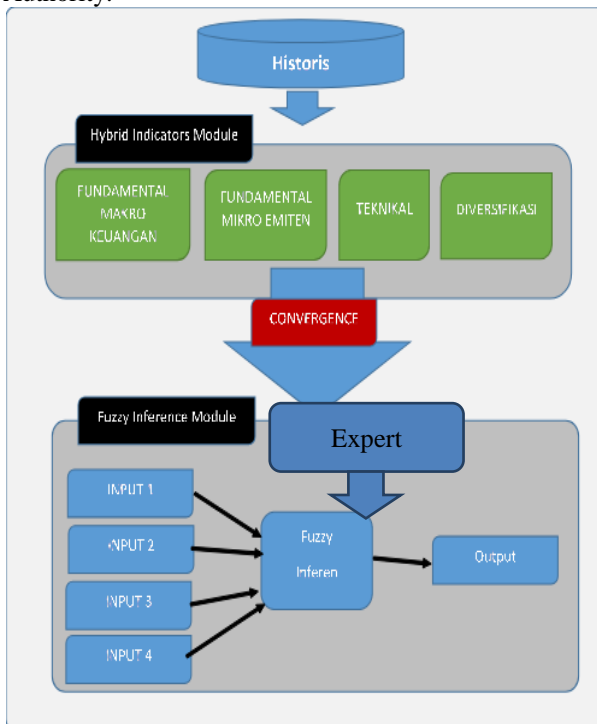 Authority.
Historis
Hybrid Indicators Module
FUNDAMENTAL
MAKRO
KEUANGAN
FUNDAMENTAL
MIKRO EMITEN
TEKNIKAL
DIVERSIFIKASI
CONVERGENCE
Fuzzy Inference Module
Expert
INPUT 1
INPUT 2
INPUT 3
INPUT 4
Fuzzy
Inferen
Output